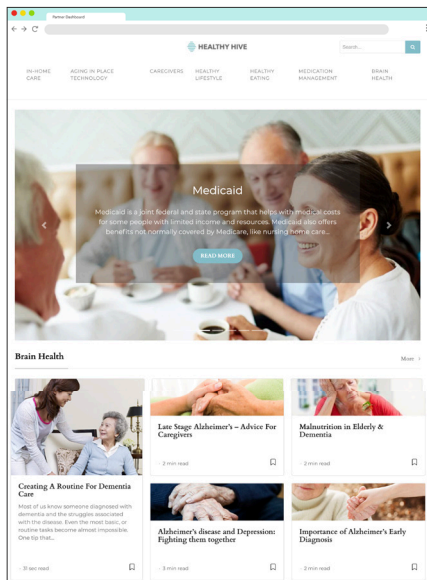 Partner Dashboard
HEALTHY HIVE
Search...
IN-HOME CARE
AGING IN PLACE TECHNOLOGY
CAREGIVERS
HEALTHY LIFESTYLE
HEALTHY EATING
MEDICATION MANAGEMENT
BRAIN HEALTH
Medicaid
Medicaid is a joint federal and state program that helps with medical costs
for some people with limited income and resources. Medicaid also offers
benefits not normally covered by Medicare, like nursing home care...
READ MORE
Brain Health
More
Creating A Routine For Dementia
Care
Most of us know someone diagnosed with
dementia and the struggles associated
with the disease. Even the most basic, or
routine tasks become almost impossible.
One tip that...
31 sec read
Late Stage Alzheimer's – Advice For
Caregivers
2 min read
Malnutrition in Elderly &
Dementia
2 min read
Alzheimer's disease and Depression:
Fighting them together
3 min read
Importance of Alzheimer's Early
Diagnosis
2 min read